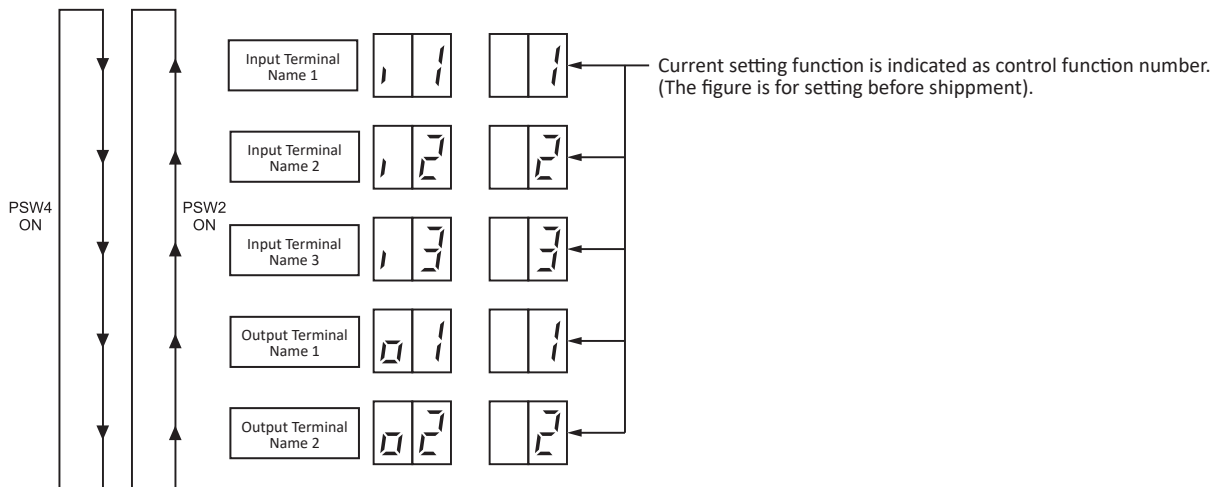 Input Terminal
Name 1
i 1
1
Current setting function is indicated as control function number.
(The figure is for setting before shippment).
Input Terminal
Name 2
i 2
2
PSW4
ON
PSW2
ON
Input Terminal
Name 3
i 3
3
Output Terminal
Name 1
o 1
1
Output Terminal
Name 2
o 2
2